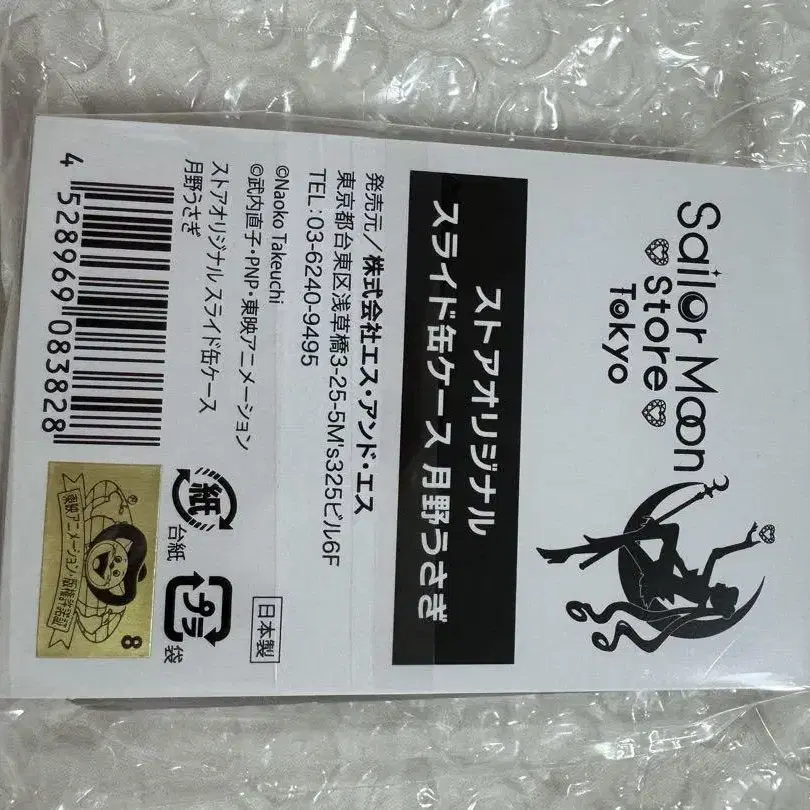 Sailor Moon
Store
Tokyo
ストアオリジナル
スライド缶ケース 月野うさぎ
発売元／株式会社エス・アンド・エス
東京都台東区浅草橋3-25-5M's325ビル6F
TEL:03-6240-9495
©Naoko Takeuchi
©武内直子・PNP・東映アニメーション
ストアオリジナル スライド缶ケース
月野うさぎ
4 528969 083828
紙
台紙
プラ
袋
日本製
東映アニメーション・版権許諾証
8